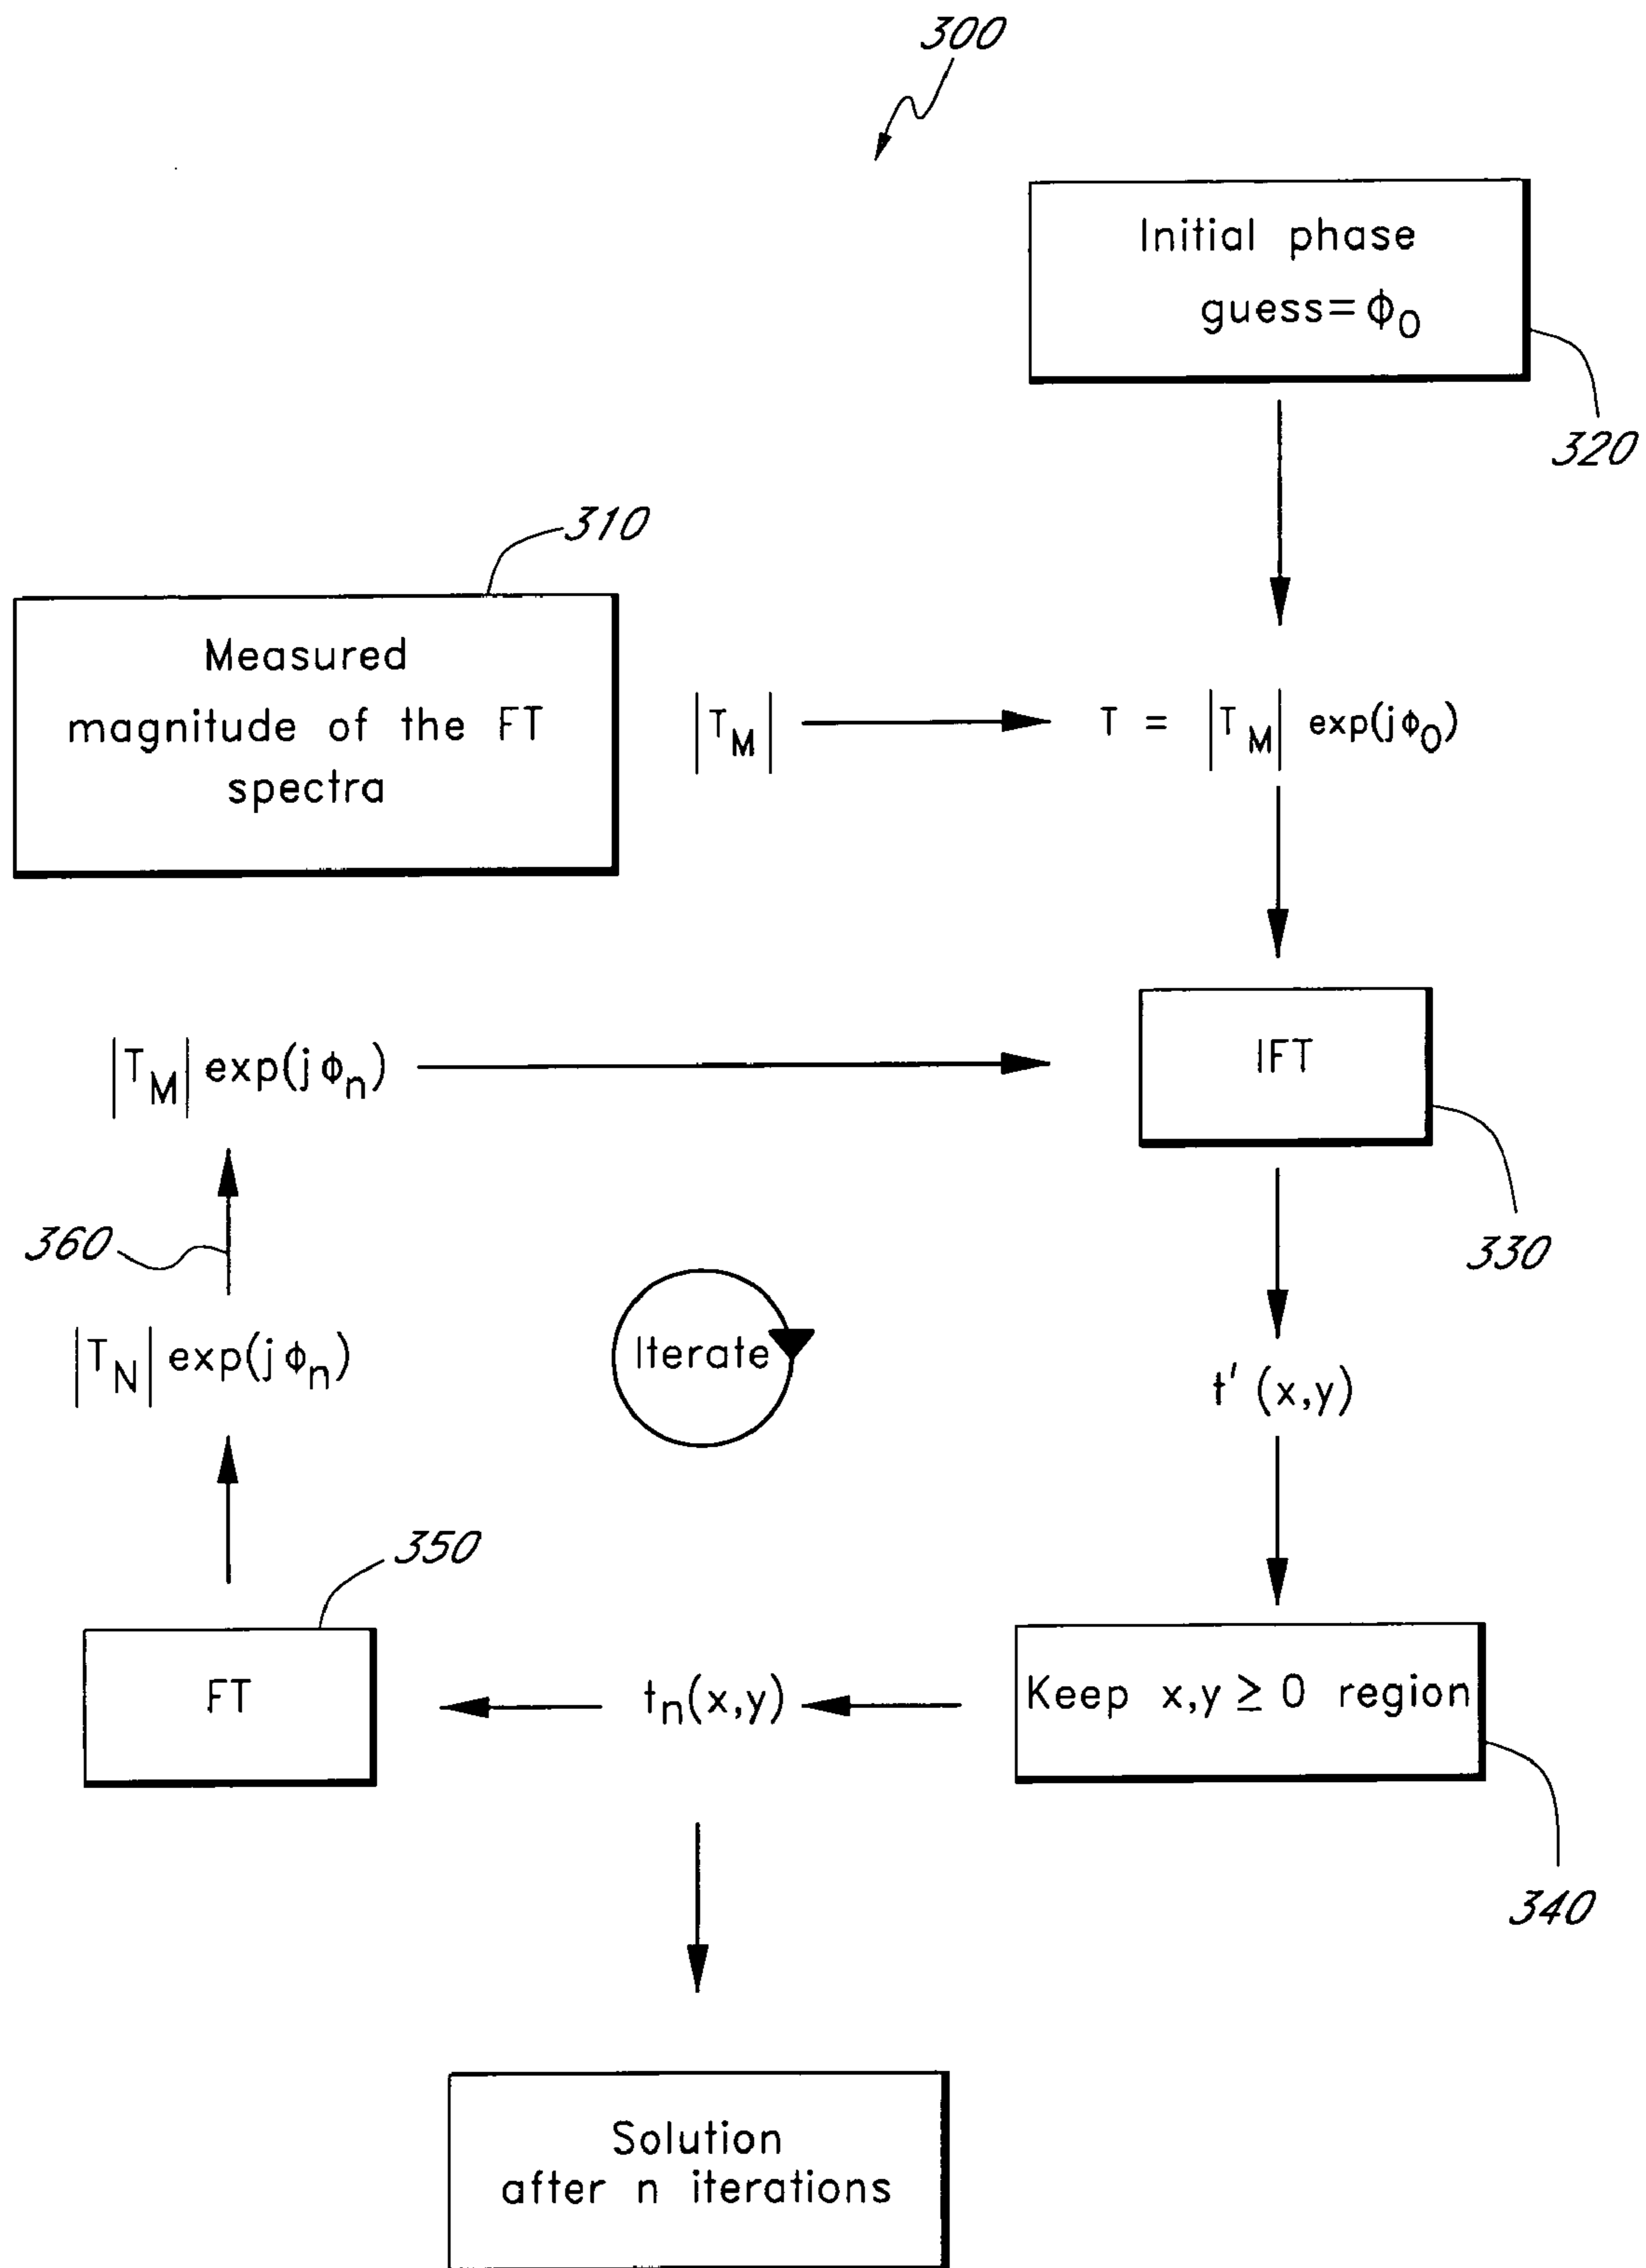 300
Initial phase
guess=ϕ0
320
310
Measured
magnitude of the FT
spectra
|TM|
T = |TM| exp(jϕ0)
|TM| exp(jϕn)
IFT
330
360
Iterate
|TN| exp(jϕn)
t' (x,y)
350
FT
tn(x,y)
Keep x,y ≥ 0 region
340
Solution
after n iterations